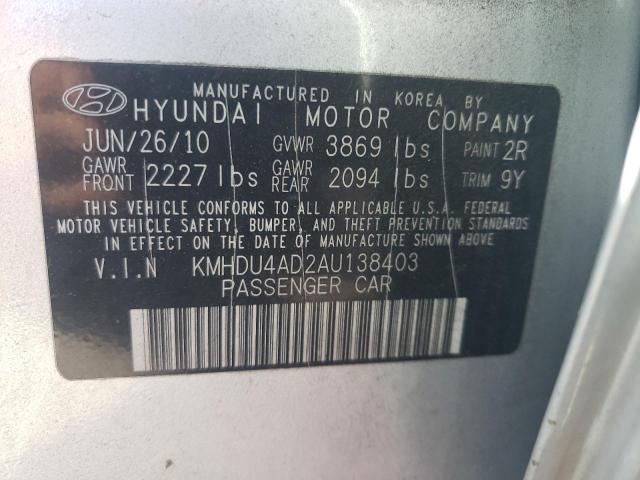 MANUFACTURED IN KOREA BY
HYUNDAI MOTOR COMPANY
JUN/26/10 GVWR 3869 lbs PAINT 2R
GAWR FRONT 2227 lbs GAWR REAR 2094 lbs TRIM 9Y
THIS VEHICLE CONFORMS TO ALL APPLICABLE U.S.A. FEDERAL
MOTOR VEHICLE SAFETY, BUMPER, AND THEFT PREVENTION STANDARDS
IN EFFECT ON THE DATE OF MANUFACTURE SHOWN ABOVE
V.I.N KMHDU4AD2AU138403
PASSENGER CAR